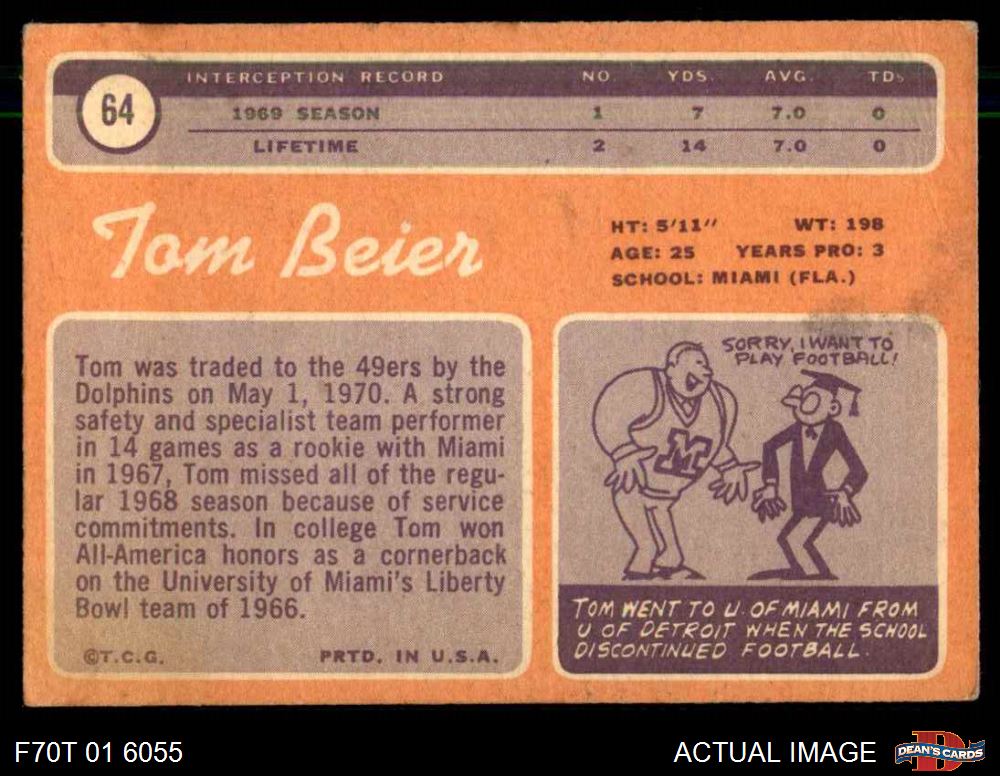 64
INTERCEPTION RECORD NO. YDS. AVG. TDs
1969 SEASON 1 7 7.0 0
LIFETIME 2 14 7.0 0
Tom Beier
HT: 5'11" WT: 198
AGE: 25 YEARS PRO: 3
SCHOOL: MIAMI (FLA.)
Tom was traded to the 49ers by the
Dolphins on May 1, 1970. A strong
safety and specialist team performer
in 14 games as a rookie with Miami
in 1967, Tom missed all of the regu-
lar 1968 season because of service
commitments. In college Tom won
All-America honors as a cornerback
on the University of Miami's Liberty
Bowl team of 1966.
©T.C.G. PRTD. IN U.S.A.
SORRY, I WANT TO
PLAY FOOTBALL!
M
TOM WENT TO U. OF MIAMI FROM
U OF DETROIT WHEN THE SCHOOL
DISCONTINUED FOOTBALL.
F70T 01 6055
ACTUAL IMAGE
D
DEAN'S CARDS